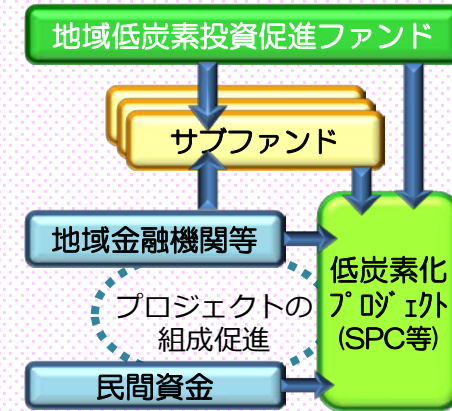 地域低炭素投資促進ファンド
サブファンド
地域金融機関等
低炭素化
ﾌﾟﾛｼﾞｪｸﾄ
(SPC等)
プロジェクトの
組成促進
民間資金